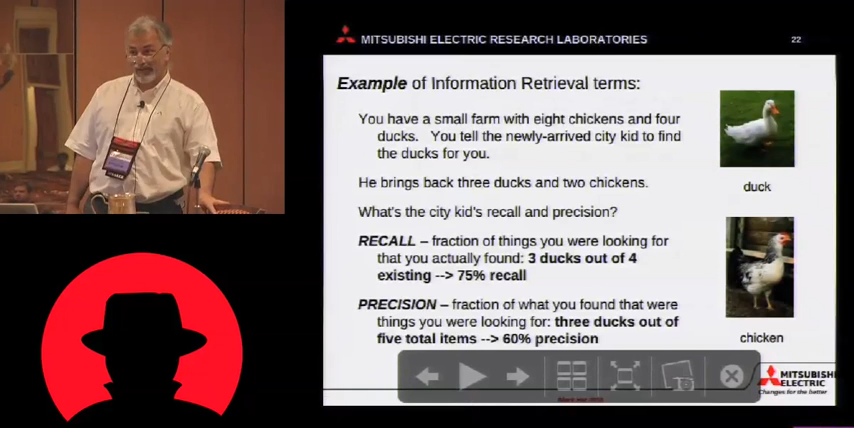 MITSUBISHI ELECTRIC RESEARCH LABORATORIES
22
Example of Information Retrieval terms:
You have a small farm with eight chickens and four
ducks. You tell the newly-arrived city kid to find
the ducks for you.
He brings back three ducks and two chickens.
What's the city kid's recall and precision?
RECALL – fraction of things you were looking for
that you actually found: 3 ducks out of 4
existing --> 75% recall
PRECISION – fraction of what you found that were
things you were looking for: three ducks out of
five total items --> 60% precision
duck
chicken
MITSUBISHI
ELECTRIC
Changes for the better